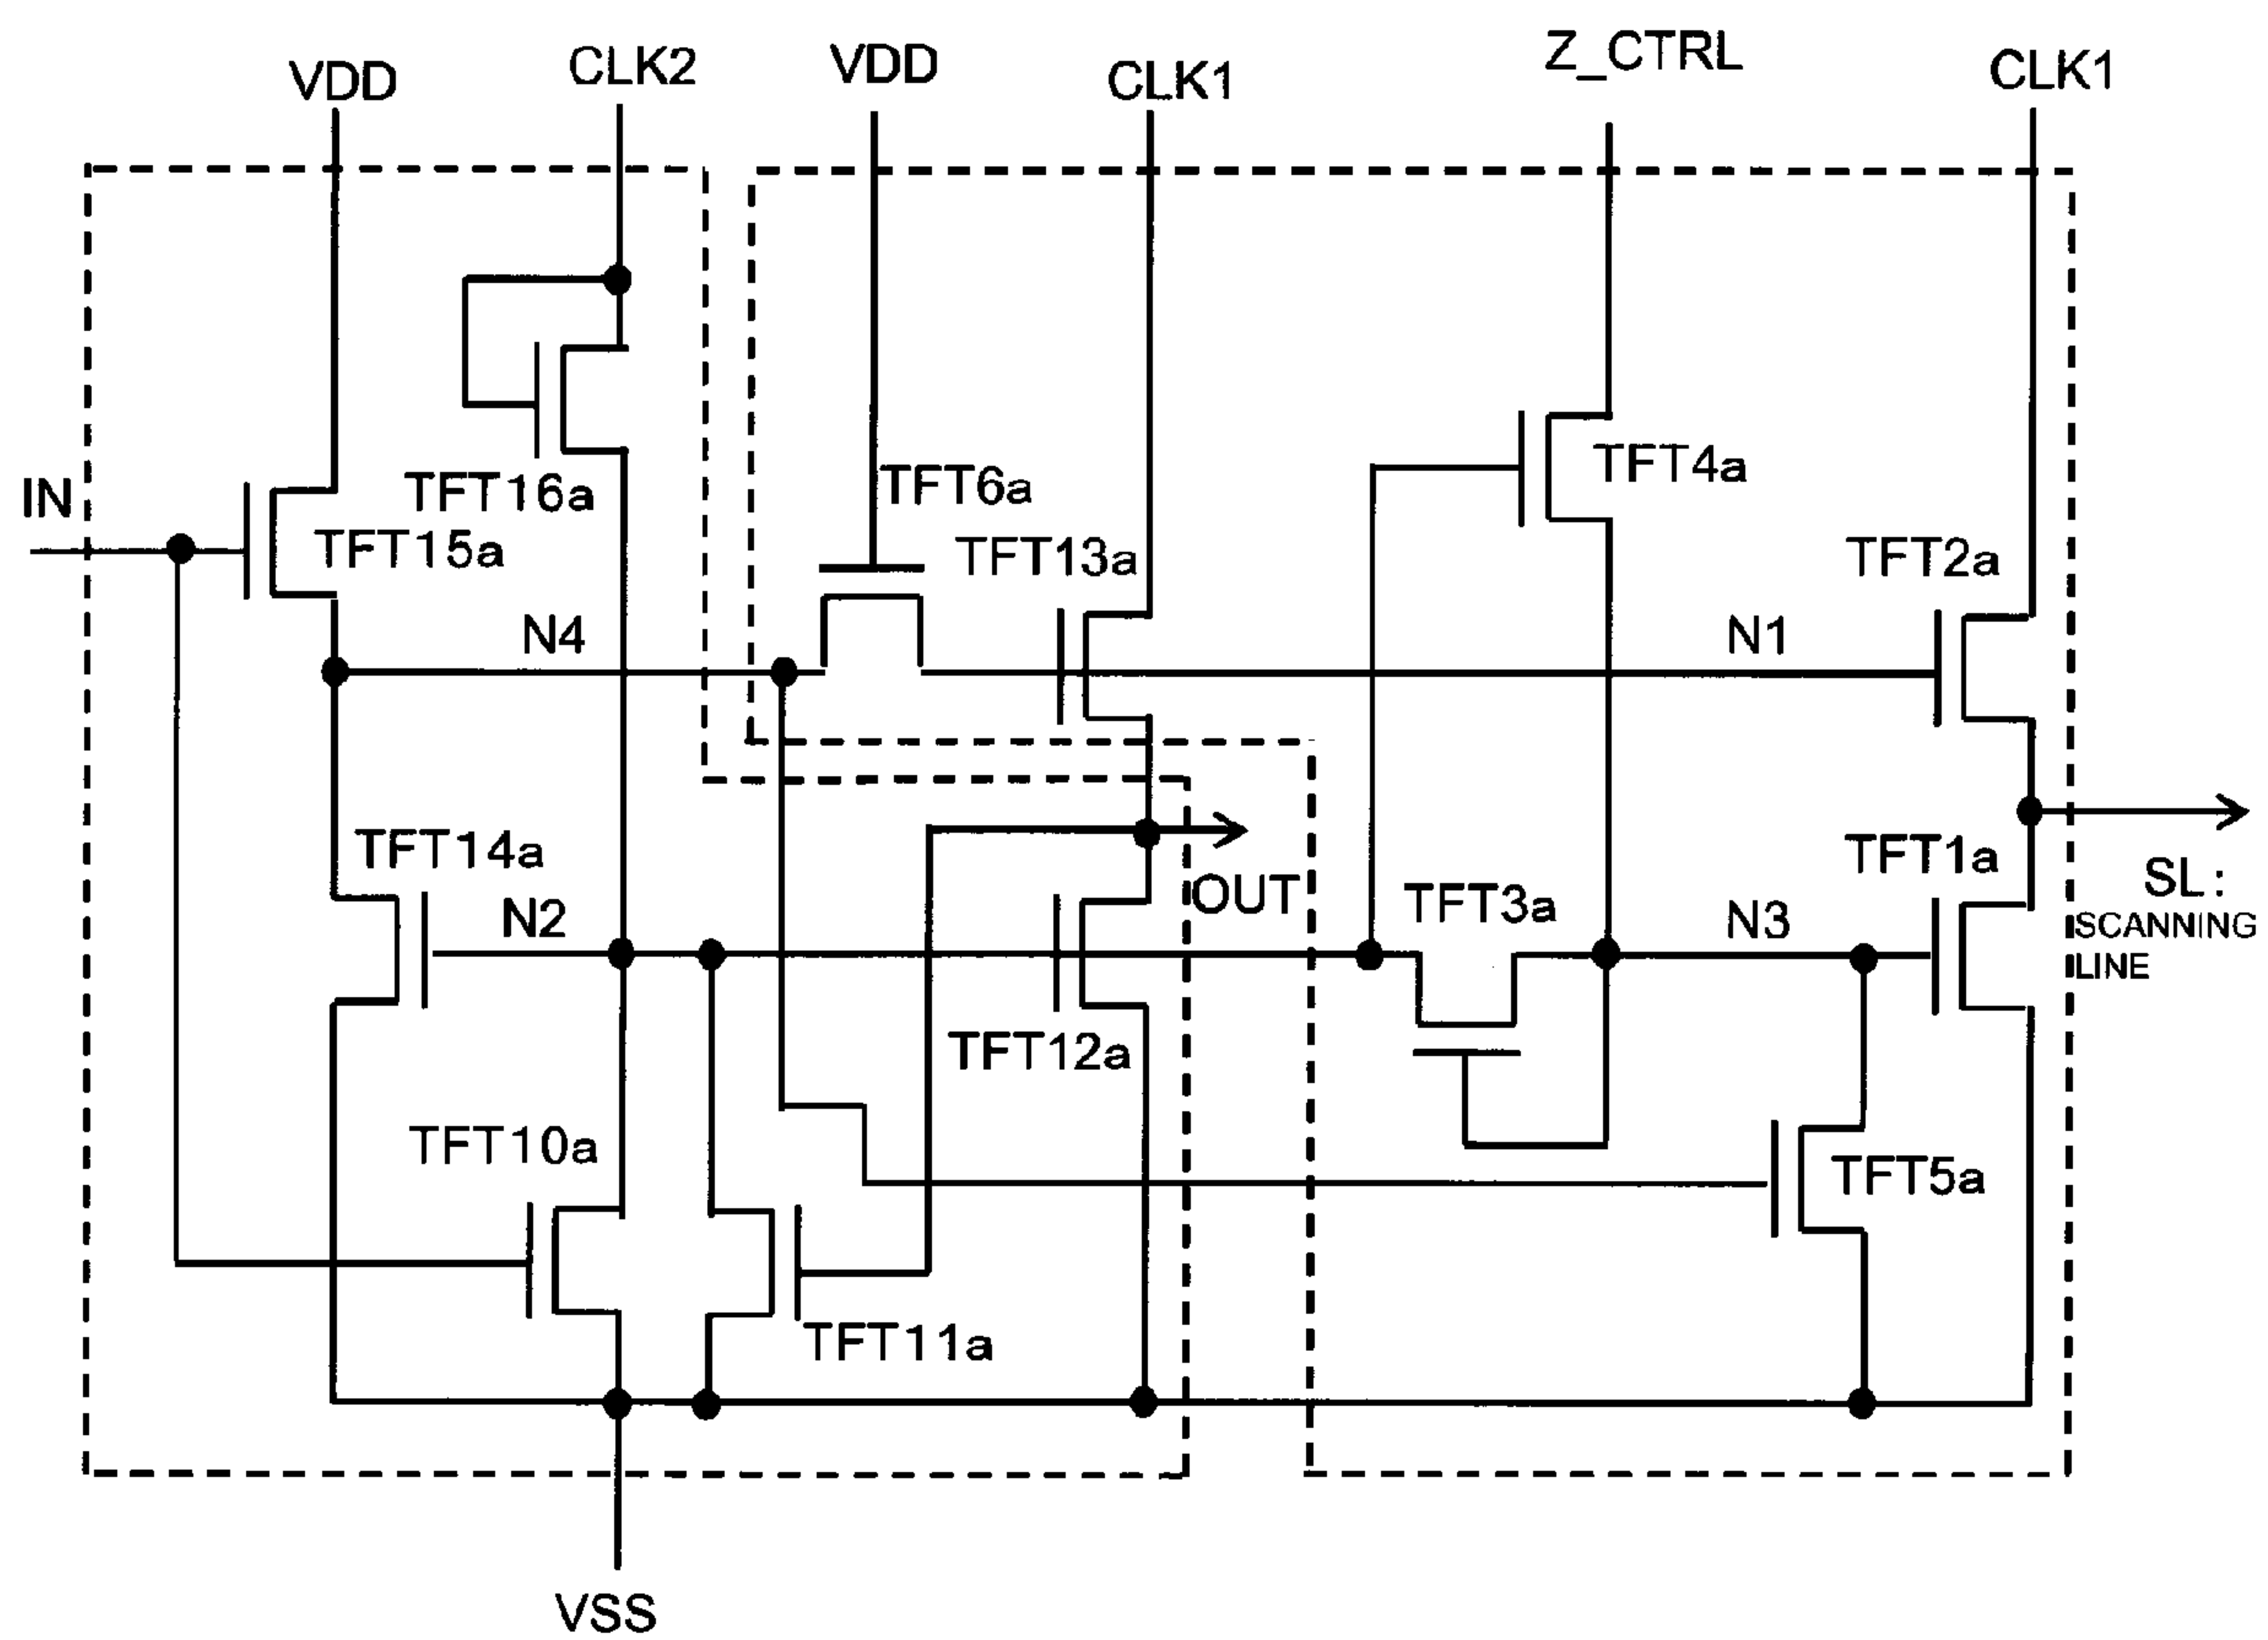 VDD
CLK2
VDD
CLK1
Z_CTRL
CLK1
IN
TFT16a
TFT6a
TFT4a
TFT15a
TFT13a
TFT2a
N4
N1
TFT14a
OUT
TFT3a
TFT1a
SL:
SCANNING
LINE
N2
N3
TFT12a
TFT10a
TFT5a
TFT11a
VSS